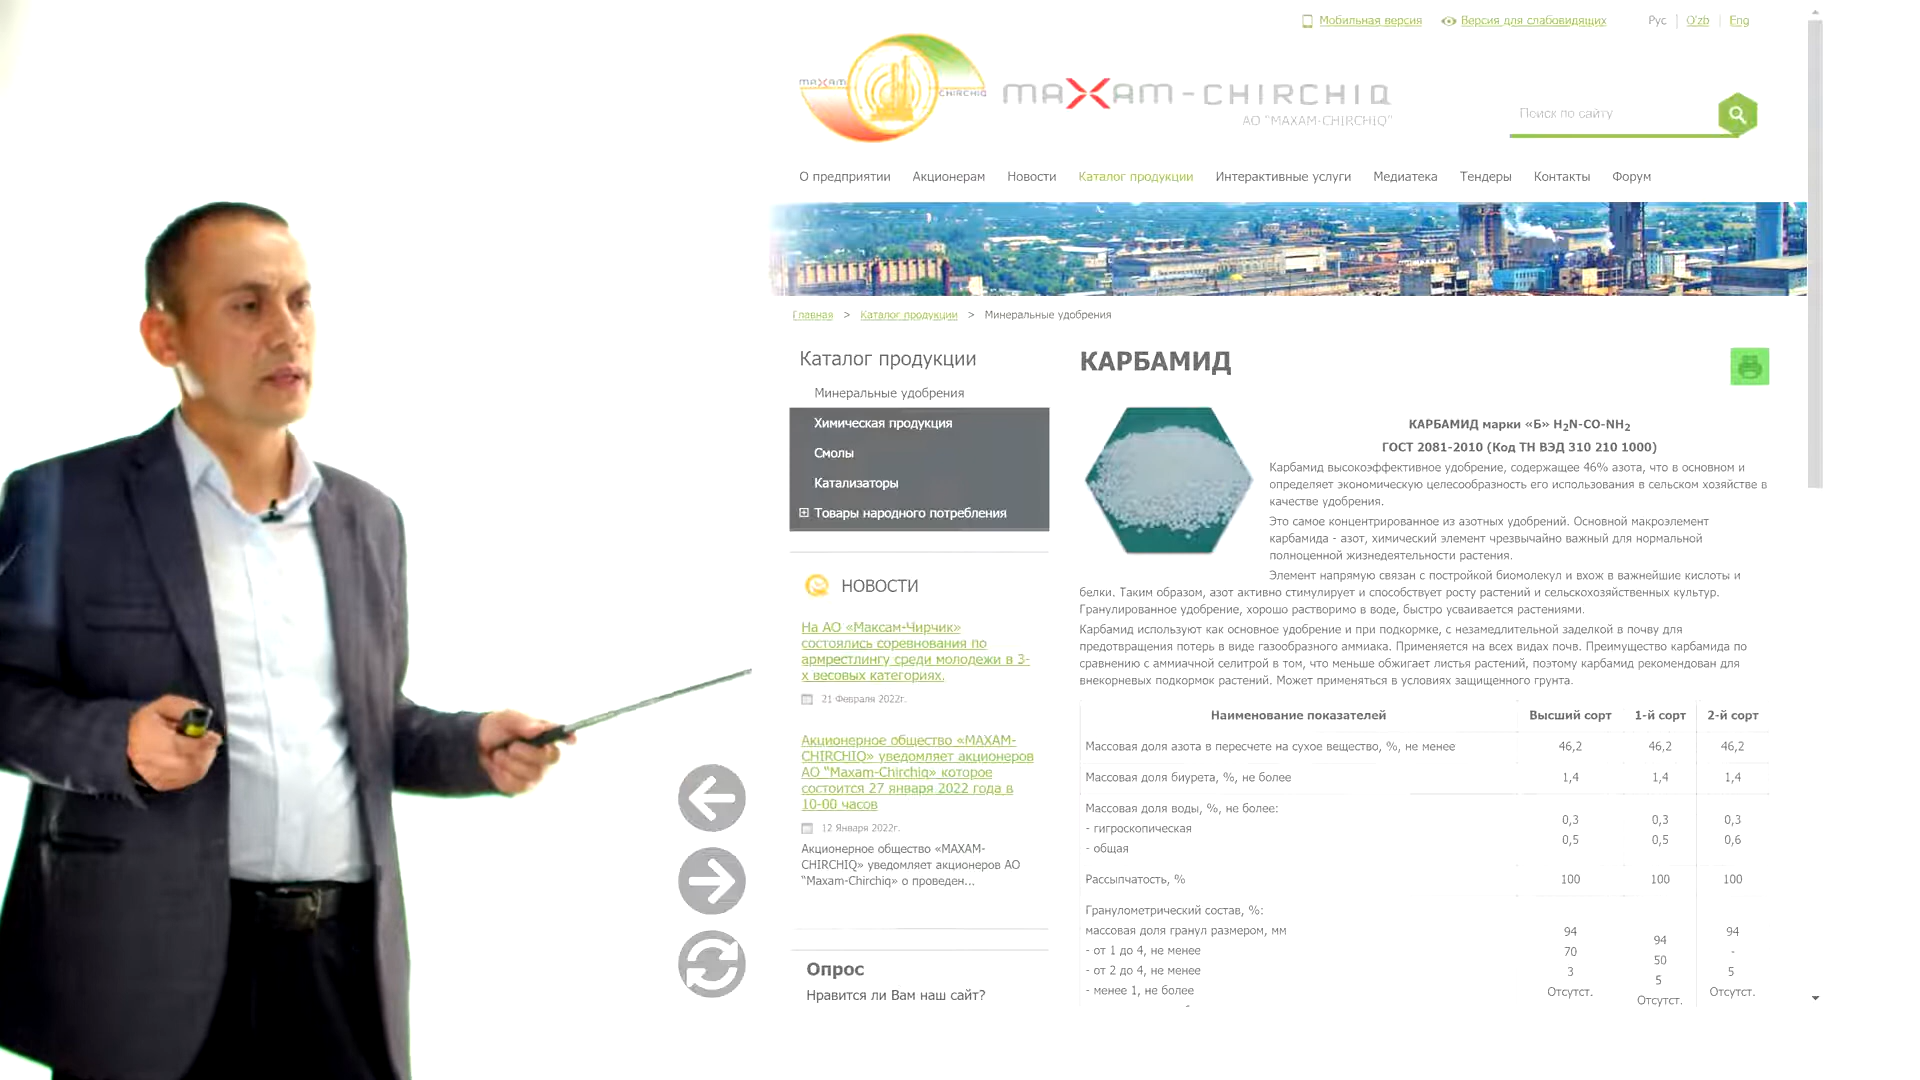 Мобильная версия
Версия для слабовидящих
Рус
O'zb
Eng
MAXAM
CHIRCHIQ
MAXAM-CHIRCHIQ
АО "MAXAM-CHIRCHIQ"
Поиск по сайту
О предприятии
Акционерам
Новости
Каталог продукции
Интерактивные услуги
Медиатека
Тендеры
Контакты
Форум
Главная > Каталог продукции > Минеральные удобрения
Каталог продукции
Минеральные удобрения
Химическая продукция
Смолы
Катализаторы
Товары народного потребления
НОВОСТИ
На АО «Максам-Чирчик»
состоялись соревнования по
армрестлингу среди молодежи в 3-
х весовых категориях.
21 Февраля 2022г.
Акционерное общество «MAXAM-
CHIRCHIQ» уведомляет акционеров
АО "Maxam-Chirchiq» которое
состоится 27 января 2022 года в
10-00 часов
12 Января 2022г.
Акционерное общество «MAXAM-
CHIRCHIQ» уведомляет акционеров АО
"Maxam-Chirchiq» о проведен...
Опрос
Нравится ли Вам наш сайт?
КАРБАМИД
КАРБАМИД марки «Б» H2N-CO-NH2
ГОСТ 2081-2010 (Код ТН ВЭД 310 210 1000)
Карбамид высокоэффективное удобрение, содержащее 46% азота, что в основном и
определяет экономическую целесообразность его использования в сельском хозяйстве в
качестве удобрения.
Это самое концентрированное из азотных удобрений. Основной макроэлемент
карбамида - азот, химический элемент чрезвычайно важный для нормальной
полноценной жизнедеятельности растения.
Элемент напрямую связан с постройкой биомолекул и вхож в важнейшие кислоты и
белки. Таким образом, азот активно стимулирует и способствует росту растений и сельскохозяйственных культур.
Гранулированное удобрение, хорошо растворимо в воде, быстро усваивается растениями.
Карбамид используют как основное удобрение и при подкормке, с незамедлительной заделкой в почву для
предотвращения потерь в виде газообразного аммиака. Применяется на всех видах почв. Преимущество карбамида по
сравнению с аммиачной селитрой в том, что меньше обжигает листья растений, поэтому карбамид рекомендован для
внекорневых подкормок растений. Может применяться в условиях защищенного грунта.
Наименование показателей Высший сорт 1-й сорт 2-й сорт
Массовая доля азота в пересчете на сухое вещество, %, не менее 46,2 46,2 46,2
Массовая доля биурета, %, не более 1,4 1,4 1,4
Массовая доля воды, %, не более:
- гигроскопическая 0,3 0,3 0,3
- общая 0,5 0,5 0,6
Рассыпчатость, % 100 100 100
Гранулометрический состав, %:
массовая доля гранул размером, мм
- от 1 до 4, не менее 94 94 94
- от 2 до 4, не менее 70 50 -
- менее 1, не более 3 5 5
Отсутст. Отсутст. Отсутст.